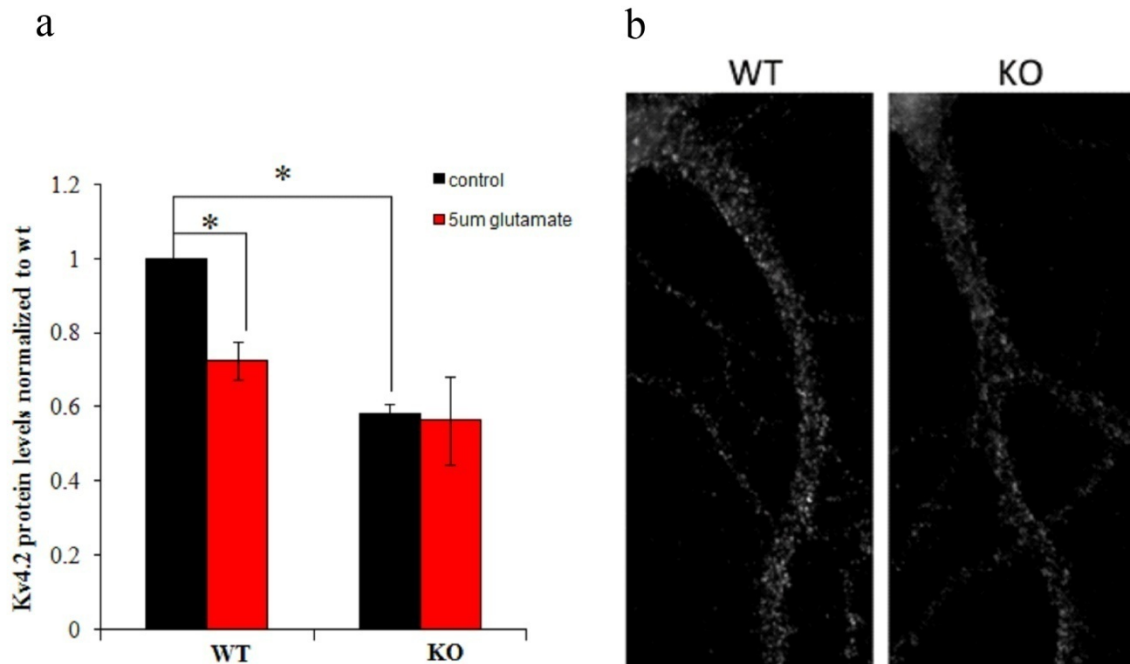 a
b
WT
KO
*
*
control
5um glutamate
Kv4.2 protein levels normalized to wt
1.2
1
0.8
0.6
0.4
0.2
0
WT
KO